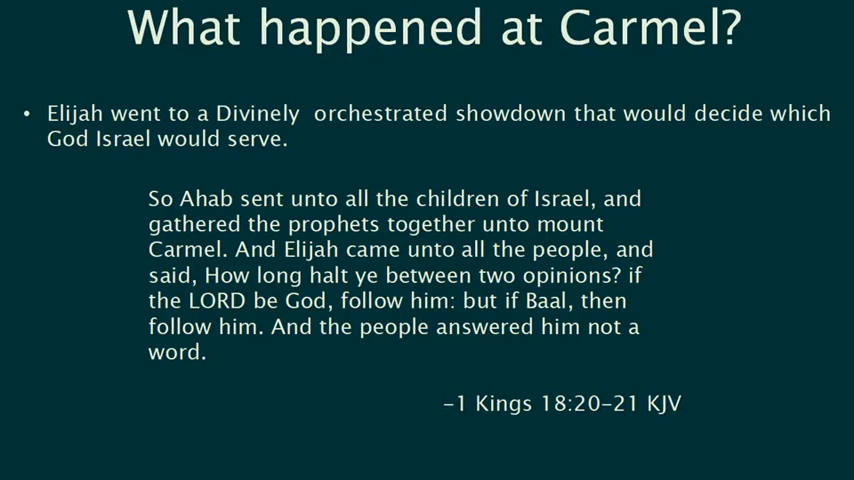 What happened at Carmel?
• Elijah went to a Divinely  orchestrated showdown that would decide which
God Israel would serve.
So Ahab sent unto all the children of Israel, and
gathered the prophets together unto mount
Carmel. And Elijah came unto all the people, and
said, How long halt ye between two opinions? if
the LORD be God, follow him: but if Baal, then
follow him. And the people answered him not a
word.
–1 Kings 18:20–21 KJV